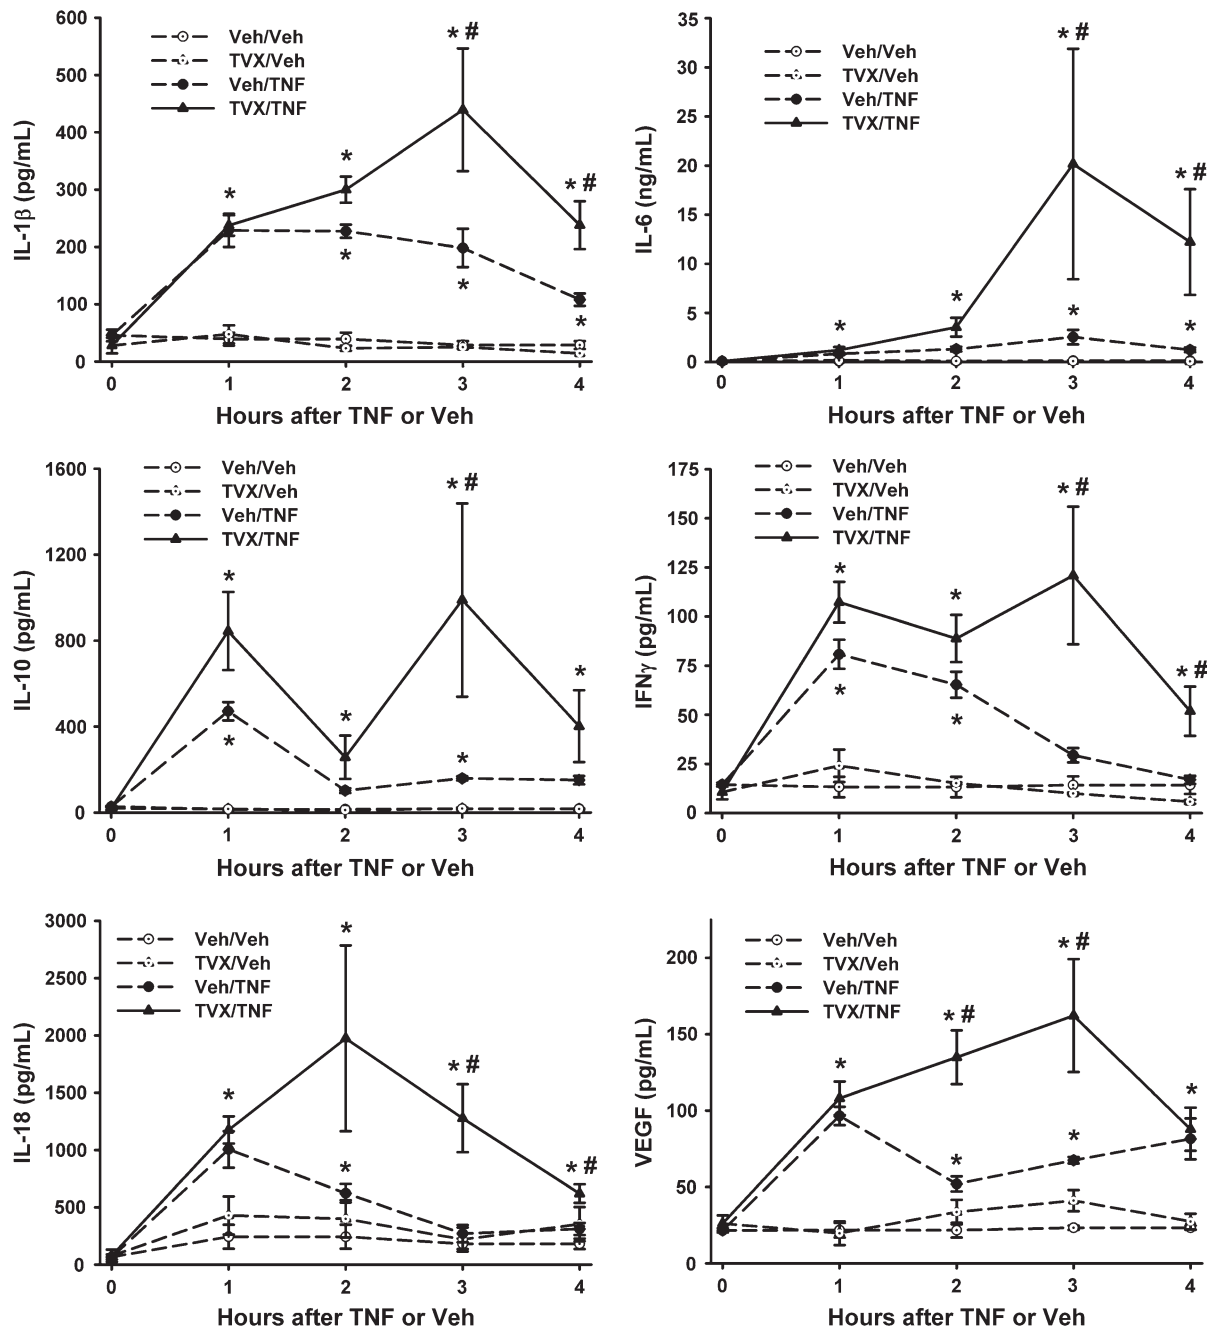 600
500
400
300
200
100
0
IL-1β (pg/mL)
Veh/Veh
TVX/Veh
Veh/TNF
TVX/TNF
*
*
*
* #
*
* #
*
0 1 2 3 4
Hours after TNF or Veh
35
30
25
20
15
10
5
0
IL-6 (ng/mL)
Veh/Veh
TVX/Veh
Veh/TNF
TVX/TNF
*
*
* #
*
* #
*
0 1 2 3 4
Hours after TNF or Veh
1600
1200
800
400
0
IL-10 (pg/mL)
Veh/Veh
TVX/Veh
Veh/TNF
TVX/TNF
*
*
*
* #
*
*
0 1 2 3 4
Hours after TNF or Veh
175
150
125
100
75
50
25
0
IFNγ (pg/mL)
Veh/Veh
TVX/Veh
Veh/TNF
TVX/TNF
*
*
*
*
* #
* #
0 1 2 3 4
Hours after TNF or Veh
3000
2500
2000
1500
1000
500
0
IL-18 (pg/mL)
Veh/Veh
TVX/Veh
Veh/TNF
TVX/TNF
*
*
*
* #
* #
0 1 2 3 4
Hours after TNF or Veh
200
150
100
50
0
VEGF (pg/mL)
Veh/Veh
TVX/Veh
Veh/TNF
TVX/TNF
*
* #
*
* #
*
*
0 1 2 3 4
Hours after TNF or Veh